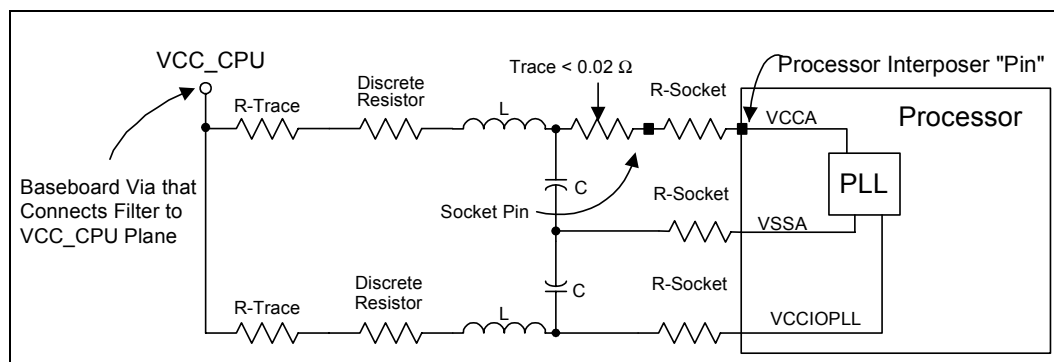 VCC_CPU
R-Trace
Discrete
Resistor
L
Trace < 0.02 Ω
R-Socket
Processor Interposer "Pin"
Processor
VCCA
PLL
Baseboard Via that
Connects Filter to
VCC_CPU Plane
C
Socket Pin
R-Socket
VSSA
R-Trace
Discrete
Resistor
L
C
R-Socket
VCCIOPLL